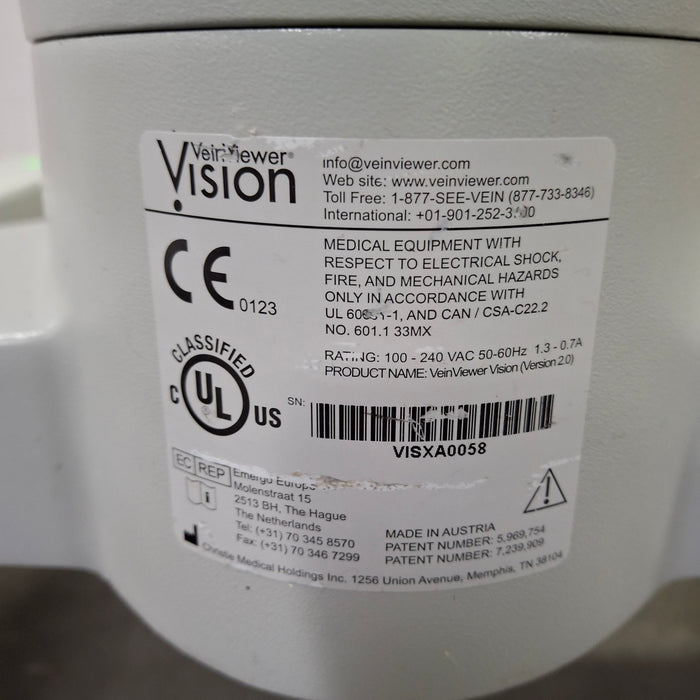 VeinViewer®
Vision
info@veinviewer.com
Web site: www.veinviewer.com
Toll Free: 1-877-SEE-VEIN (877-733-8346)
International:
CE 0123
MEDICAL EQUIPMENT WITH
RESPECT TO ELECTRICAL SHOCK,
FIRE, AND MECHANICAL HAZARDS
ONLY IN ACCORDANCE WITH
UL AND CAN / CSA-C22.2
NO. 601.1 33MX
CLASSIFIED
C UL US
RATING: 100 - 240 VAC 50-60Hz 1.3 - 0.7A
PRODUCT NAME: VeinViewer Vision (Version 2.0)
SN:
VISXA0058
EC REP
Emergo Europe
Molenstraat 15
2513 BH, The Hague
The Netherlands
Tel: (+31) 70 345 8570
Fax: (+31) 70 346 7299
MADE IN AUSTRIA
PATENT NUMBER: 5,969,754
PATENT NUMBER: 7,239,909
Christie Medical Holdings Inc. 1256 Union Avenue, Memphis, TN 38104